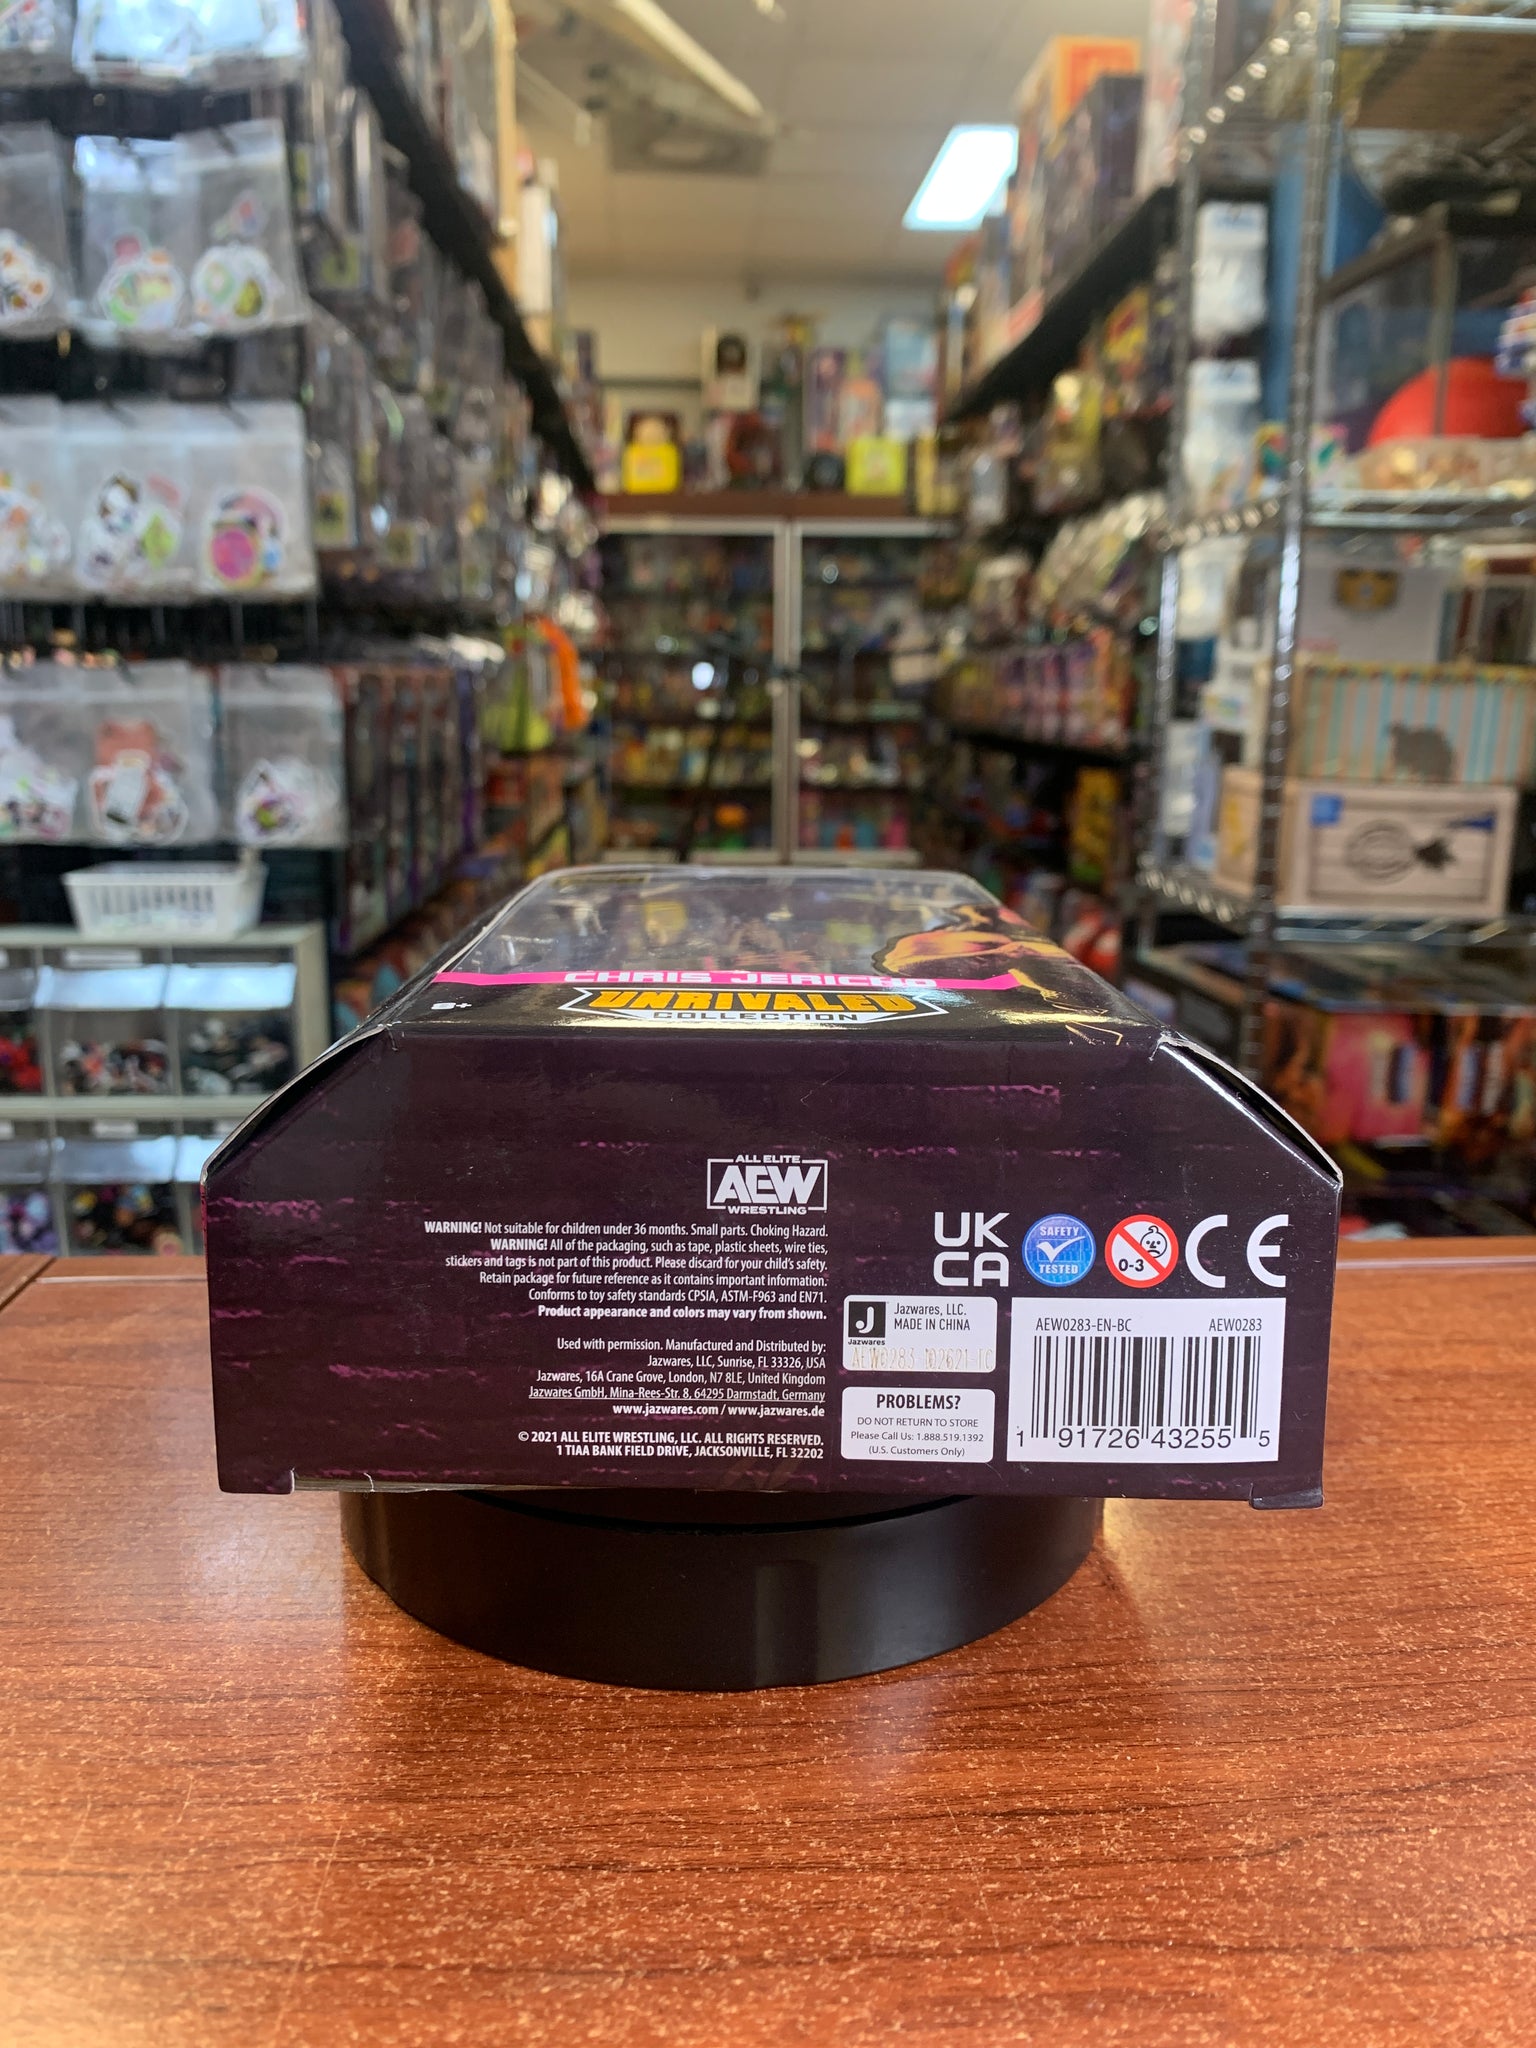 CHRIS JERICHO
8+
UNRIVALED
COLLECTION
ALL ELITE
AEW
WRESTLING
WARNING! Not suitable for children under 36 months. Small parts. Choking Hazard.
WARNING! All of the packaging, such as tape, plastic sheets, wire ties,
stickers and tags is not part of this product. Please discard for your child's safety.
Retain package for future reference as it contains important information.
Conforms to toy safety standards CPSIA, ASTM-F963 and EN71.
Product appearance and colors may vary from shown.
Used with permission. Manufactured and Distributed by:
Jazwares, LLC, Sunrise, FL 33326, USA
Jazwares, 16A Crane Grove, London, N7 8LE, United Kingdom
Jazwares GmbH, Mina-Rees-Str. 8, 64295 Darmstadt, Germany
www.jazwares.com / www.jazwares.de
© 2021 ALL ELITE WRESTLING, LLC. ALL RIGHTS RESERVED.
1 TIAA BANK FIELD DRIVE, JACKSONVILLE, FL 32202
UK
CA
SAFETY
TESTED
0-3
CE
J
Jazwares
Jazwares, LLC.
MADE IN CHINA
AEW0283-102621-TC
PROBLEMS?
DO NOT RETURN TO STORE
Please Call Us: 1.888.519.1392
(U.S. Customers Only)
AEW0283-EN-BC AEW0283
1 91726 43255 5